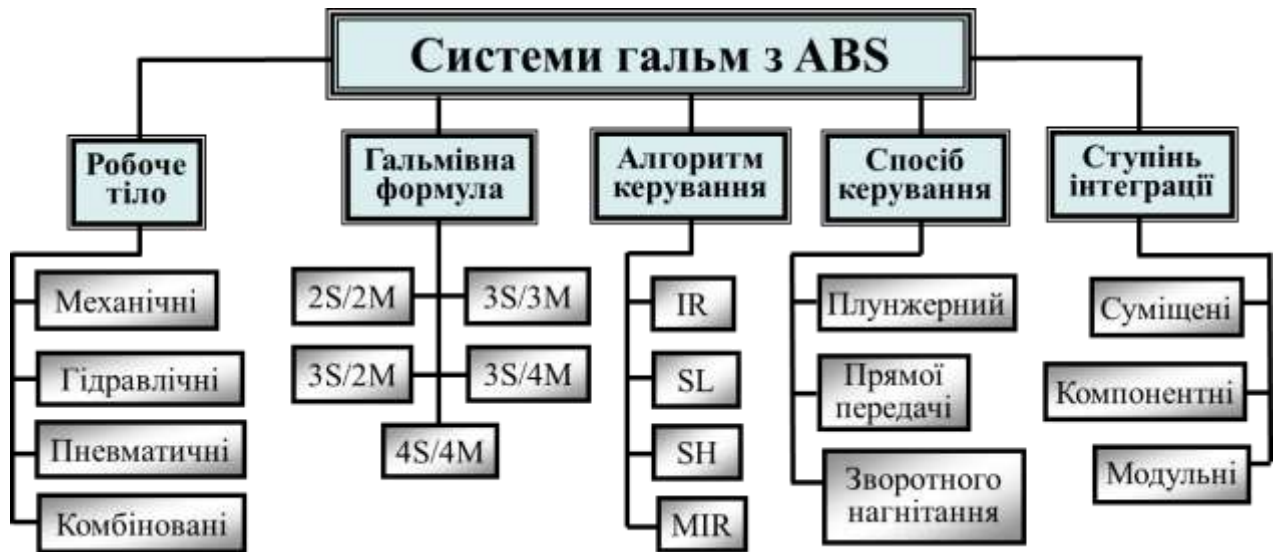 Системи гальм з ABS
Робоче
тіло
Гальмівна
формула
Алгоритм
керування
Спосіб
керування
Ступінь
інтеграції
Механічні
Гідравлічні
Пневматичні
Комбіновані
2S/2M
3S/3M
3S/2M
3S/4M
4S/4M
IR
SL
SH
MIR
Плунжерний
Прямої
передачі
Зворотного
нагнітання
Суміщені
Компонентні
Модульні